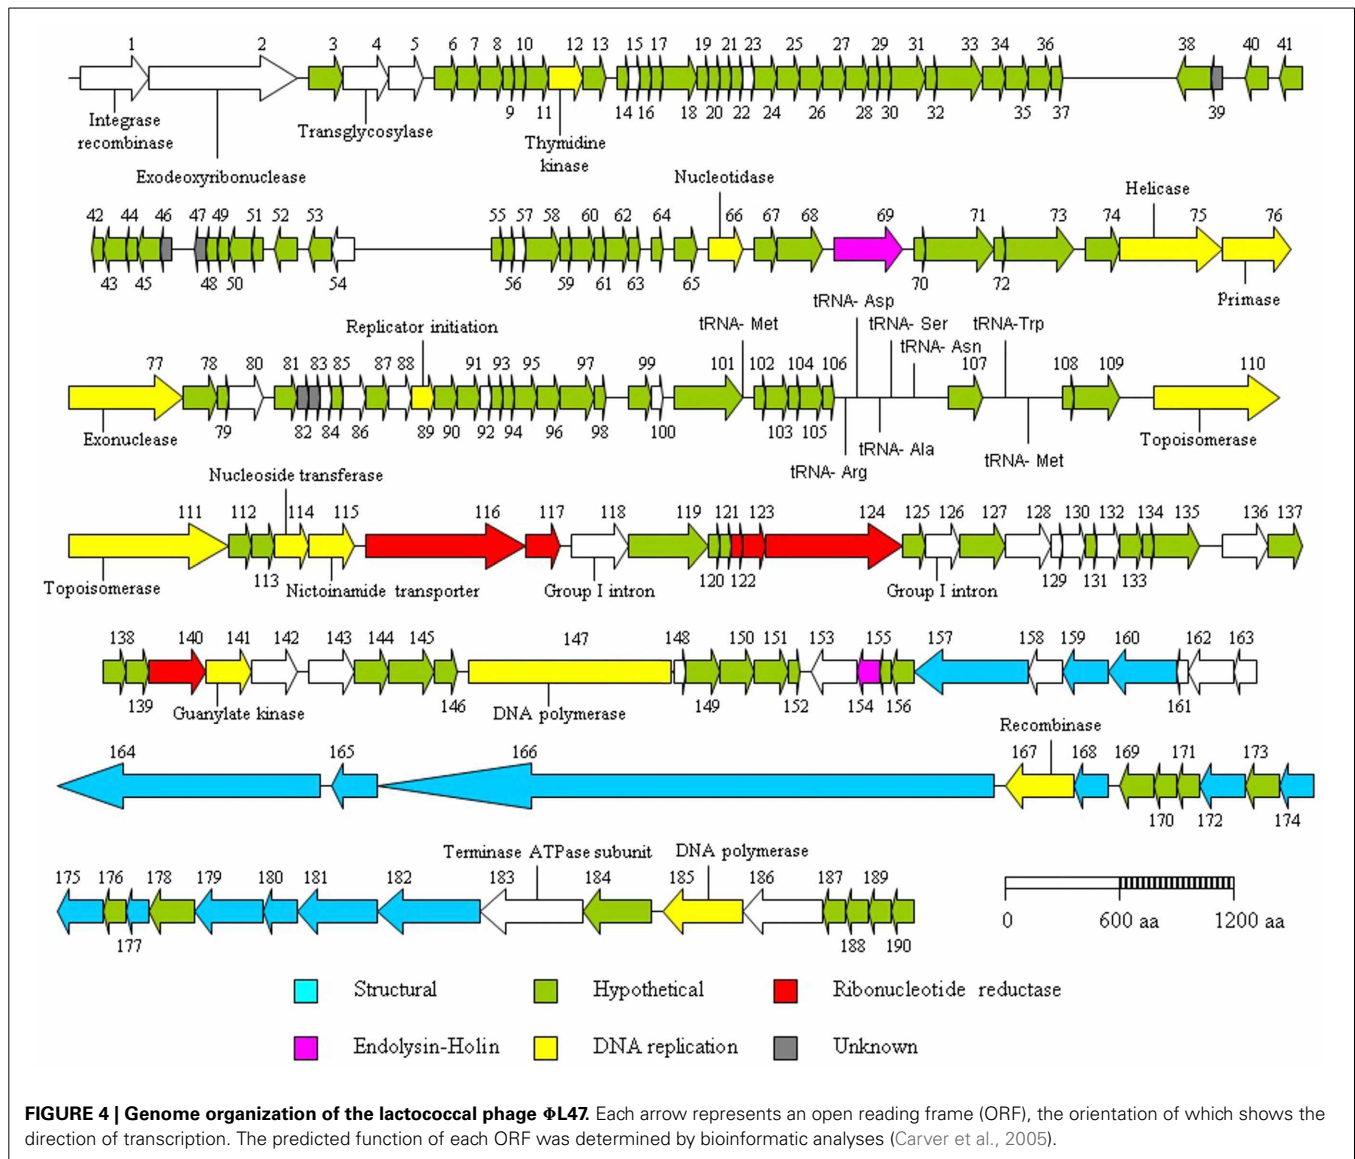 1 2 3 4 5 6 7 8 10 12 13 15 17 19 21 23 25 27 29 31 33 34 36 38 40 41
9 11 14 16 18 20 22 24 26 28 30 32 35 37 39
Integrase
recombinase
Transglycosylase
Thymidine
kinase
Exodeoxyribonuclease
Nucleotidase
Helicase
42 44 46 47 49 51 52 53 55 57 58 60 62 64 66 67 68 69 71 73 74 75 76
43 45 48 50 54 56 59 61 63 65 70 72
Primase
tRNA- Asp
Replicator initiation
tRNA- Met
tRNA- Ser
tRNA-Trp
tRNA- Asn
77 78 80 81 83 85 87 88 91 93 95 97 99 101 102 104 106 107 108 109 110
79 82 84 86 89 90 92 94 96 98 100 103 105
Exonuclease
Topoisomerase
tRNA- Ala
tRNA- Arg
tRNA- Met
Nucleoside transferase
111 112 114 115 116 117 118 119 121 123 124 125 126 127 128 130 132 134 135 136 137
113 120 122 129 131 133
Topoisomerase
Nictoinamide transporter
Group I intron
Group I intron
138 140 141 142 143 144 145 147 148 150 151 153 155 157 158 159 160 162 163
139 146 149 152 154 156 161
Guanylate kinase
DNA polymerase
Recombinase
164 165 166 167 168 169 171 173
170 172 174
Terminase ATPase subunit
DNA polymerase
175 176 178 179 180 181 182 183 184 185 186 187 189
177 188 190
0 600 aa 1200 aa
Structural Hypothetical Ribonucleotide reductase
Endolysin-Holin DNA replication Unknown
FIGURE 4 | Genome organization of the lactococcal phage ΦL47. Each arrow represents an open reading frame (ORF), the orientation of which shows the
direction of transcription. The predicted function of each ORF was determined by bioinformatic analyses (Carver et al., 2005).